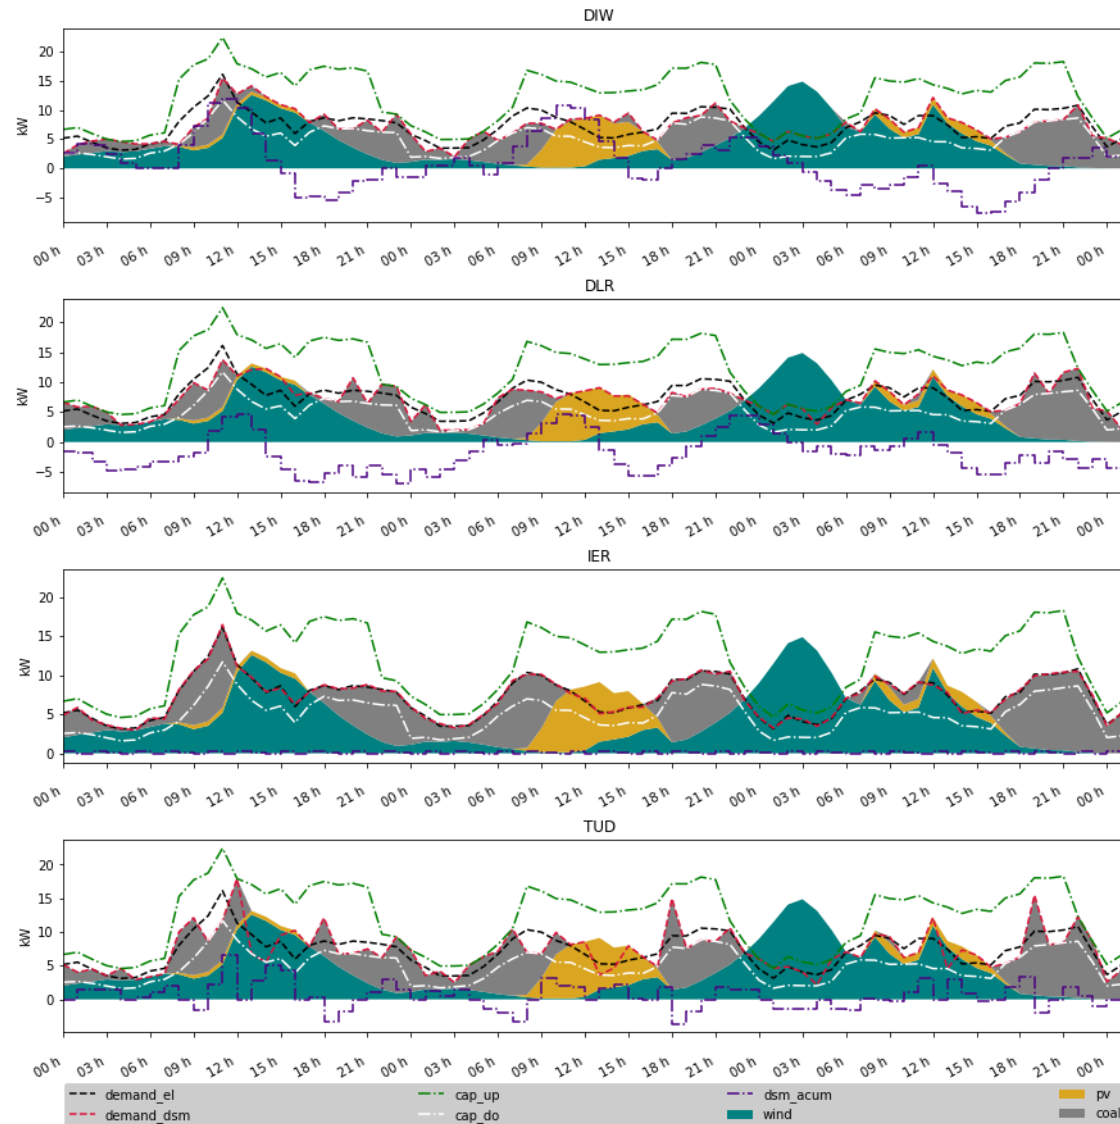 DIW
20
15
10
5
0
−5
kW
00 h 03 h 06 h 09 h 12 h 15 h 18 h 21 h 00 h 03 h 06 h 09 h 12 h 15 h 18 h 21 h 00 h 03 h 06 h 09 h 12 h 15 h 18 h 21 h 00 h
DLR
20
15
10
5
0
−5
kW
00 h 03 h 06 h 09 h 12 h 15 h 18 h 21 h 00 h 03 h 06 h 09 h 12 h 15 h 18 h 21 h 00 h 03 h 06 h 09 h 12 h 15 h 18 h 21 h 00 h
IER
20
15
10
5
0
kW
00 h 03 h 06 h 09 h 12 h 15 h 18 h 21 h 00 h 03 h 06 h 09 h 12 h 15 h 18 h 21 h 00 h 03 h 06 h 09 h 12 h 15 h 18 h 21 h 00 h
TUD
20
15
10
5
0
kW
00 h 03 h 06 h 09 h 12 h 15 h 18 h 21 h 00 h 03 h 06 h 09 h 12 h 15 h 18 h 21 h 00 h 03 h 06 h 09 h 12 h 15 h 18 h 21 h 00 h
demand_el cap_up dsm_acum pv
demand_dsm cap_do wind coal